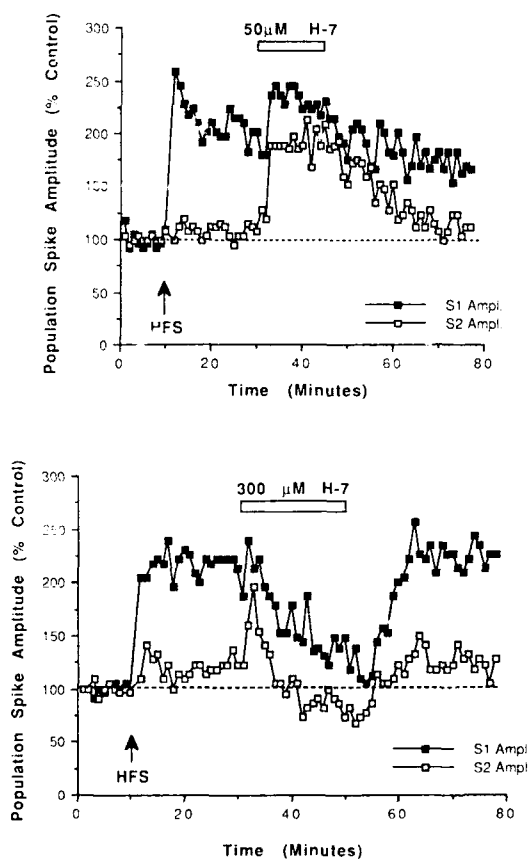 50µM H-7
300
250
200
150
100
50
0
Population Spike Amplitude (% Control)
HFS
S1 Ampl.
S2 Ampl.
0 20 40 60 80
Time (Minutes)
300 µM H-7
300
250
200
150
100
50
0
Population Spike Amplitude (% Control)
HFS
S1 Ampl
S2 Ampl
0 20 40 60 80
Time (Minutes)